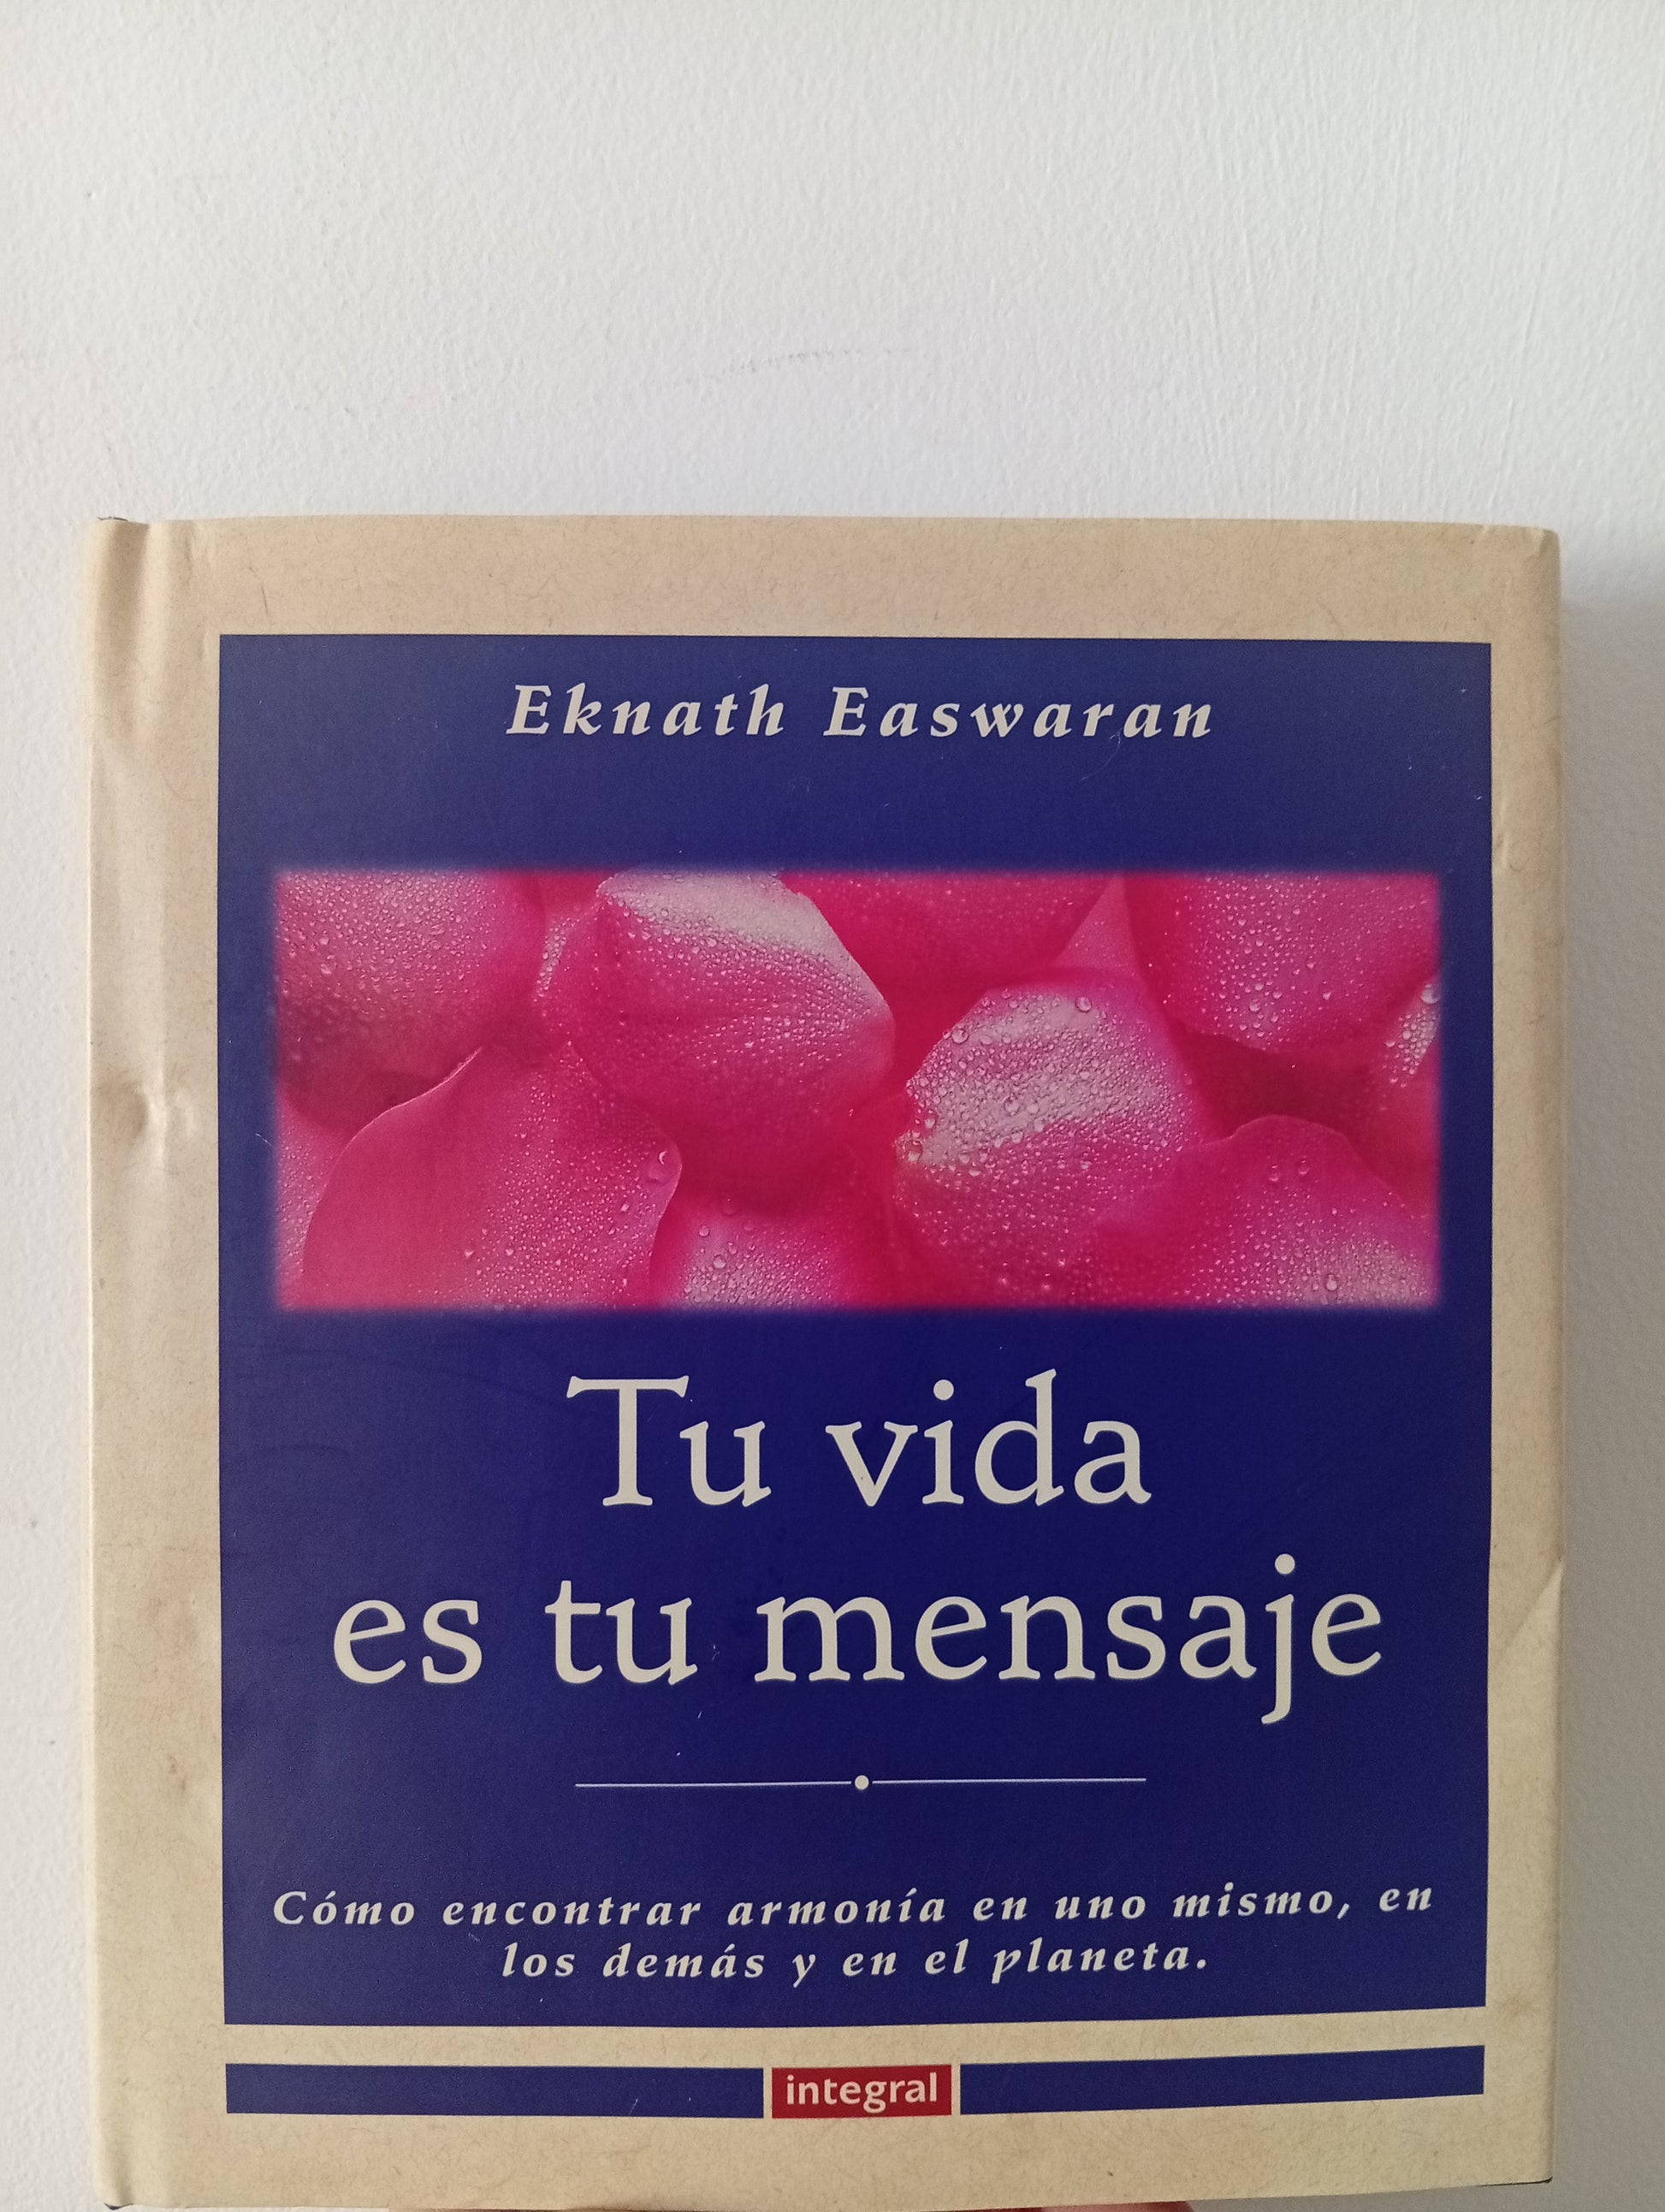 Eknath Easwaran
Tu vida
es tu mensaje
Cómo encontrar armonía en uno mismo, en
los demás y en el planeta.
integral